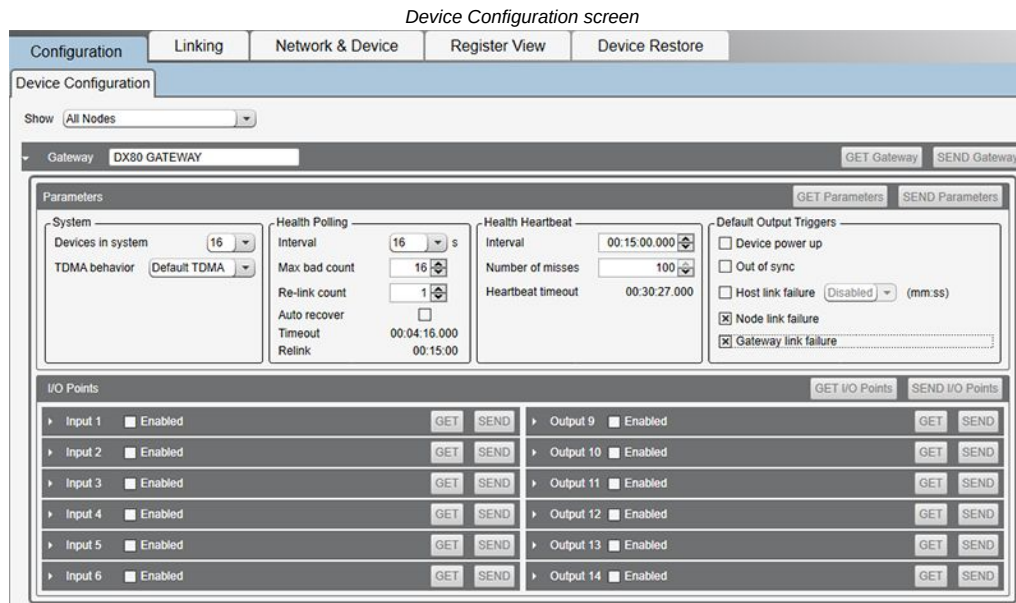 Device Configuration screen
Configuration Linking Network & Device Register View Device Restore
Device Configuration
Show All Nodes
Gateway DX80 GATEWAY GET Gateway SEND Gateway
Parameters GET Parameters SEND Parameters
System Health Polling Health Heartbeat Default Output Triggers
Devices in system 16 Interval 16 s Interval 00:15:00.000 Device power up
TDMA behavior Default TDMA Max bad count 16 Number of misses 100 Out of sync
Re-link count 1 Heartbeat timeout 00:30:27.000 Host link failure Disabled (mm:ss)
Auto recover Node link failure
Timeout 00:04:16.000 Gateway link failure
Relink 00:15:00
I/O Points GET I/O Points SEND I/O Points
Input 1 Enabled GET SEND Output 9 Enabled GET SEND
Input 2 Enabled GET SEND Output 10 Enabled GET SEND
Input 3 Enabled GET SEND Output 11 Enabled GET SEND
Input 4 Enabled GET SEND Output 12 Enabled GET SEND
Input 5 Enabled GET SEND Output 13 Enabled GET SEND
Input 6 Enabled GET SEND Output 14 Enabled GET SEND